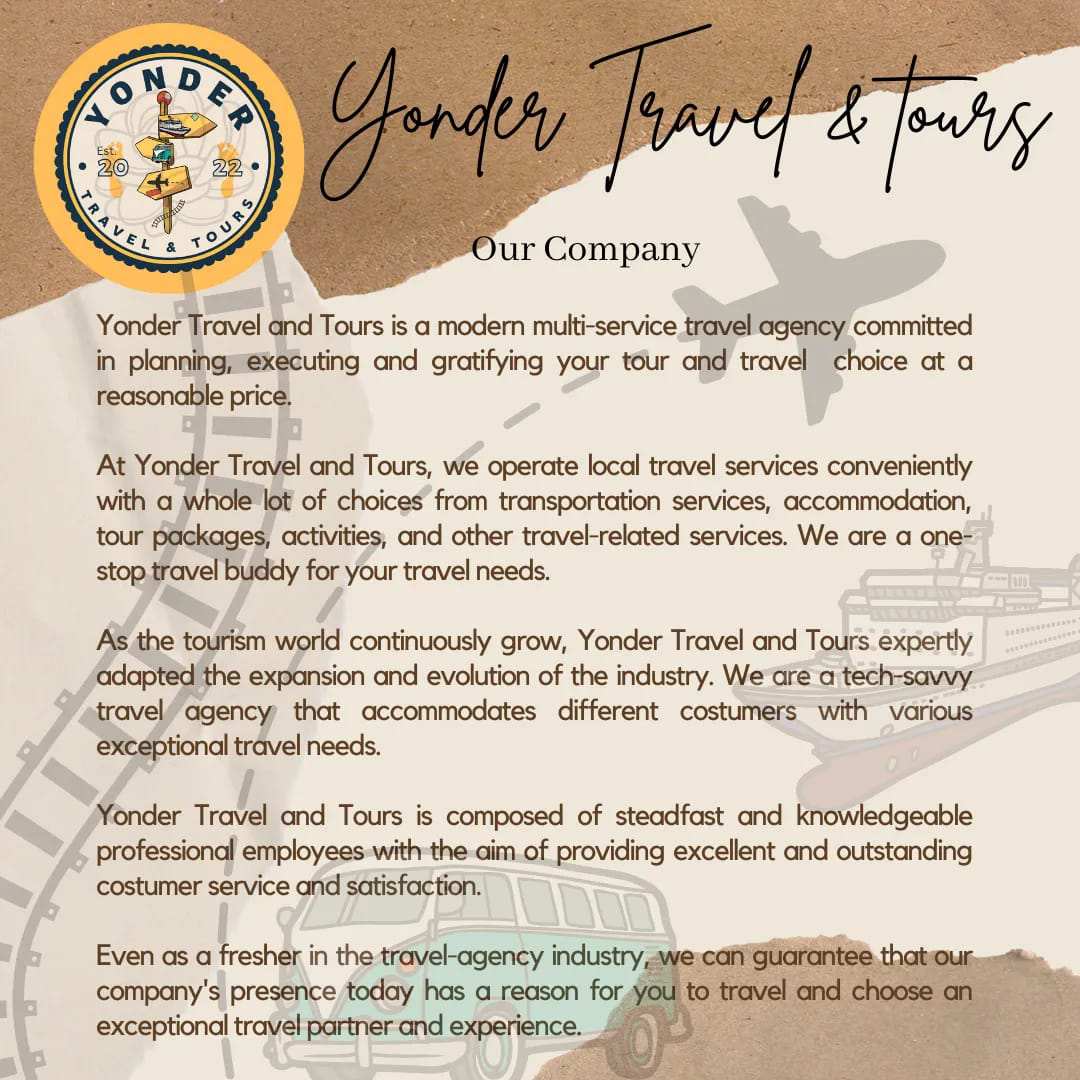 YONDER
Est.
20 22
TRAVEL & TOURS
Yonder Travel & tours
Our Company
Yonder Travel and Tours is a modern multi-service travel agency committed
in planning, executing and gratifying your tour and travel choice at a
reasonable price.
At Yonder Travel and Tours, we operate local travel services conveniently
with a whole lot of choices from transportation services, accommodation,
tour packages, activities, and other travel-related services. We are a one-
stop travel buddy for your travel needs.
As the tourism world continuously grow, Yonder Travel and Tours expertly
adapted the expansion and evolution of the industry. We are a tech-savvy
travel agency that accommodates different costumers with various
exceptional travel needs.
Yonder Travel and Tours is composed of steadfast and knowledgeable
professional employees with the aim of providing excellent and outstanding
costumer service and satisfaction.
Even as a fresher in the travel-agency industry, we can guarantee that our
company's presence today has a reason for you to travel and choose an
exceptional travel partner and experience.